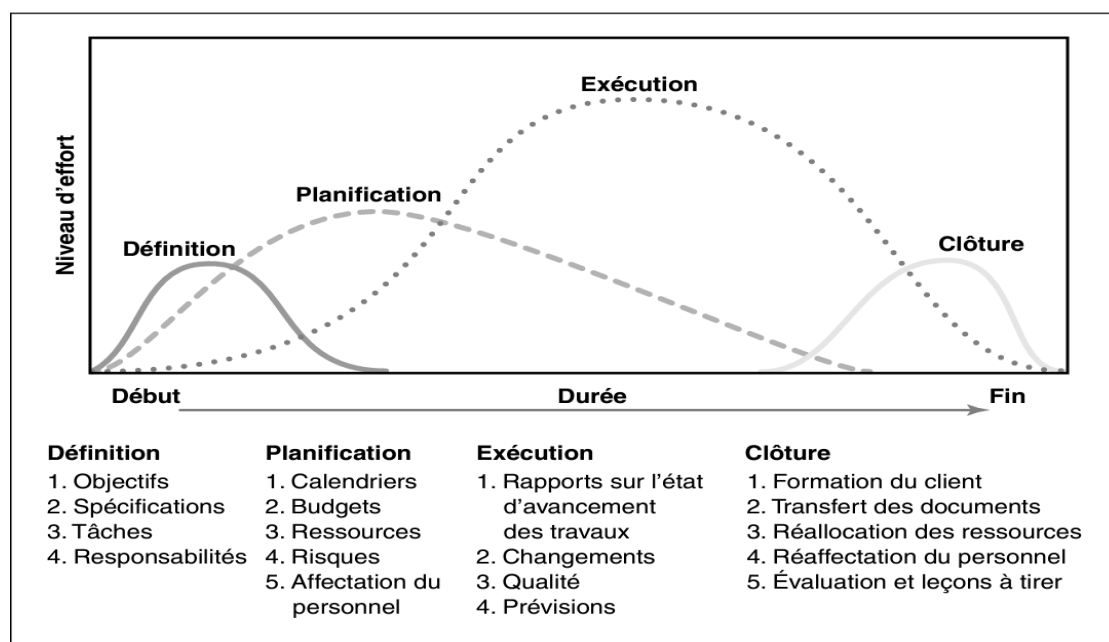 Exécution
Planification
Définition
Clôture
Niveau d'effort
Début
Durée
Fin
Définition
1. Objectifs
2. Spécifications
3. Tâches
4. Responsabilités
Planification
1. Calendriers
2. Budgets
3. Ressources
4. Risques
5. Affectation du
personnel
Exécution
1. Rapports sur l'état
d'avancement
des travaux
2. Changements
3. Qualité
4. Prévisions
Clôture
1. Formation du client
2. Transfert des documents
3. Réallocation des ressources
4. Réaffectation du personnel
5. Évaluation et leçons à tirer